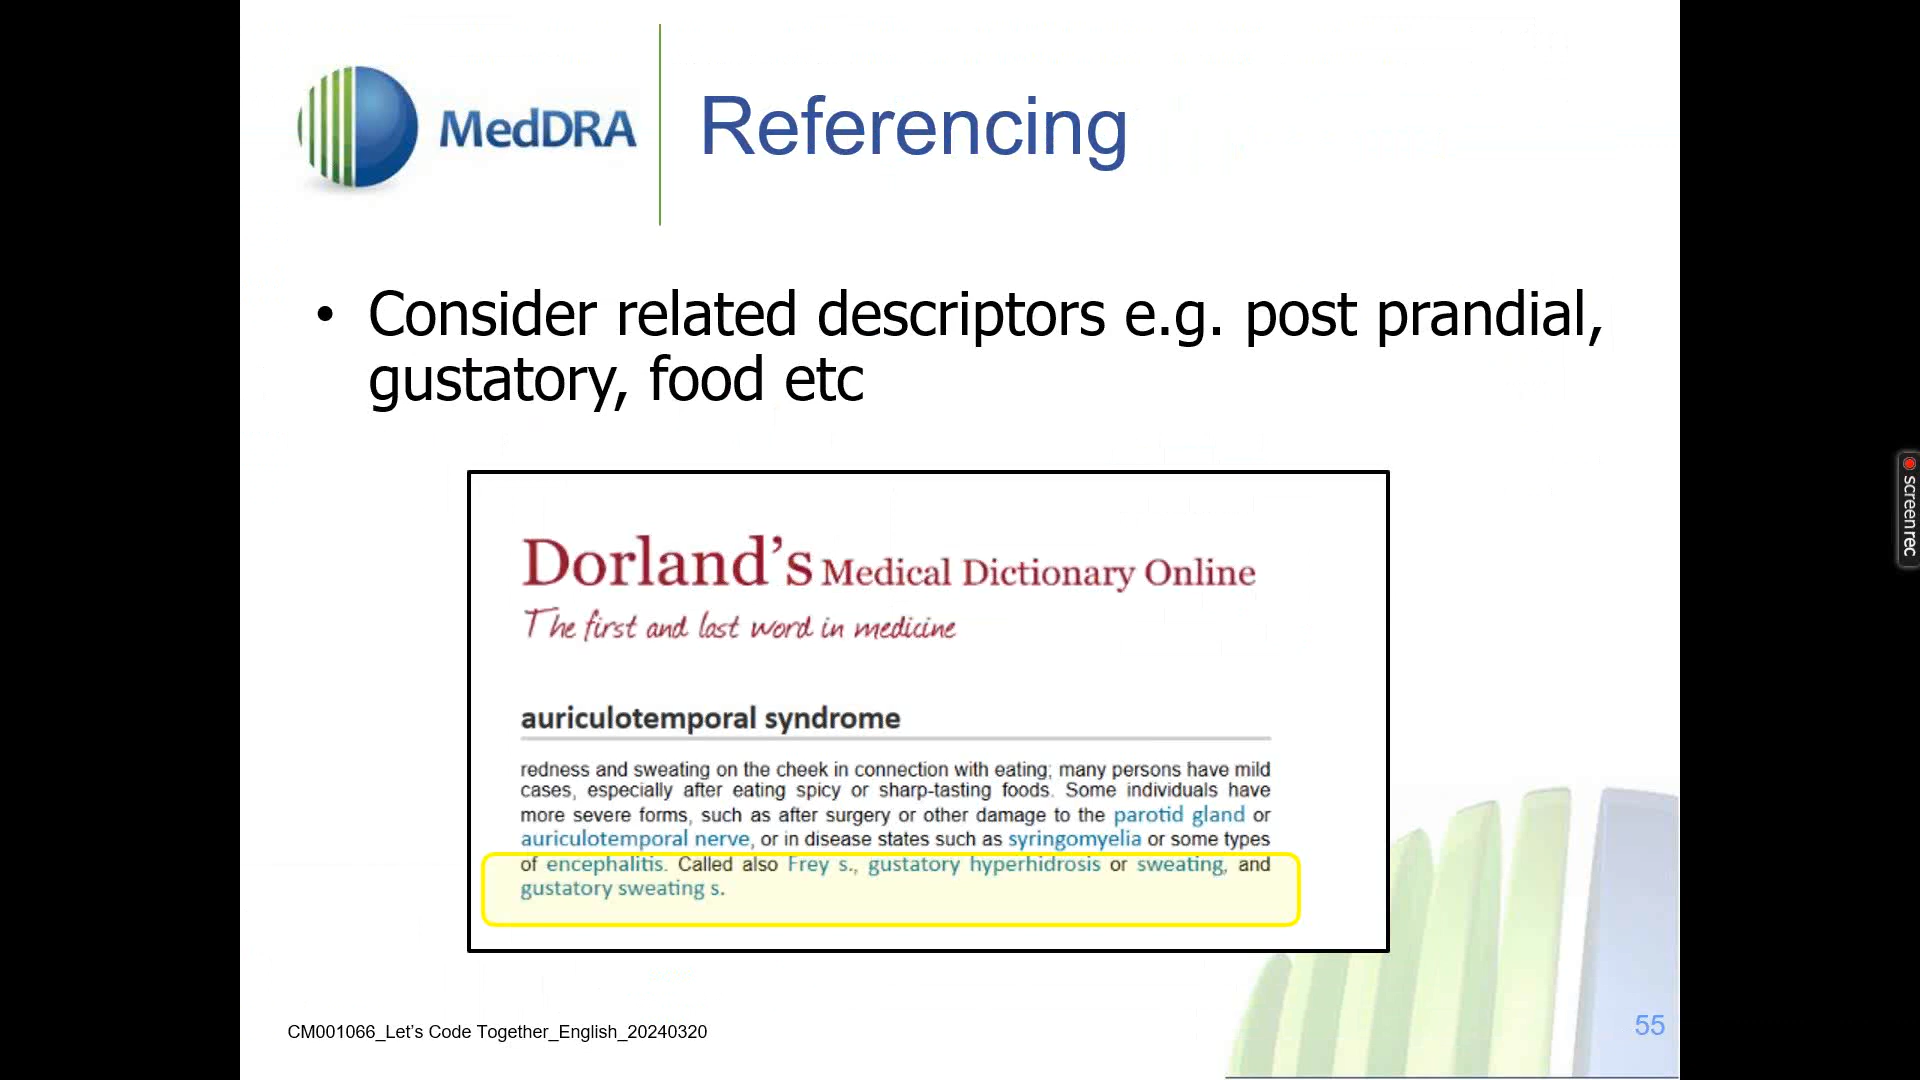 MedDRA
Referencing
• Consider related descriptors e.g. post prandial,
gustatory, food etc
Dorland's Medical Dictionary Online
The first and last word in medicine
auriculotemporal syndrome
redness and sweating on the cheek in connection with eating; many persons have mild
cases, especially after eating spicy or sharp-tasting foods. Some individuals have
more severe forms, such as after surgery or other damage to the parotid gland or
auriculotemporal nerve, or in disease states such as syringomyelia or some types
of encephalitis. Called also Frey s., gustatory hyperhidrosis or sweating, and
gustatory sweating s.
CM001066_Let's Code Together_English_20240320
55
screenrec